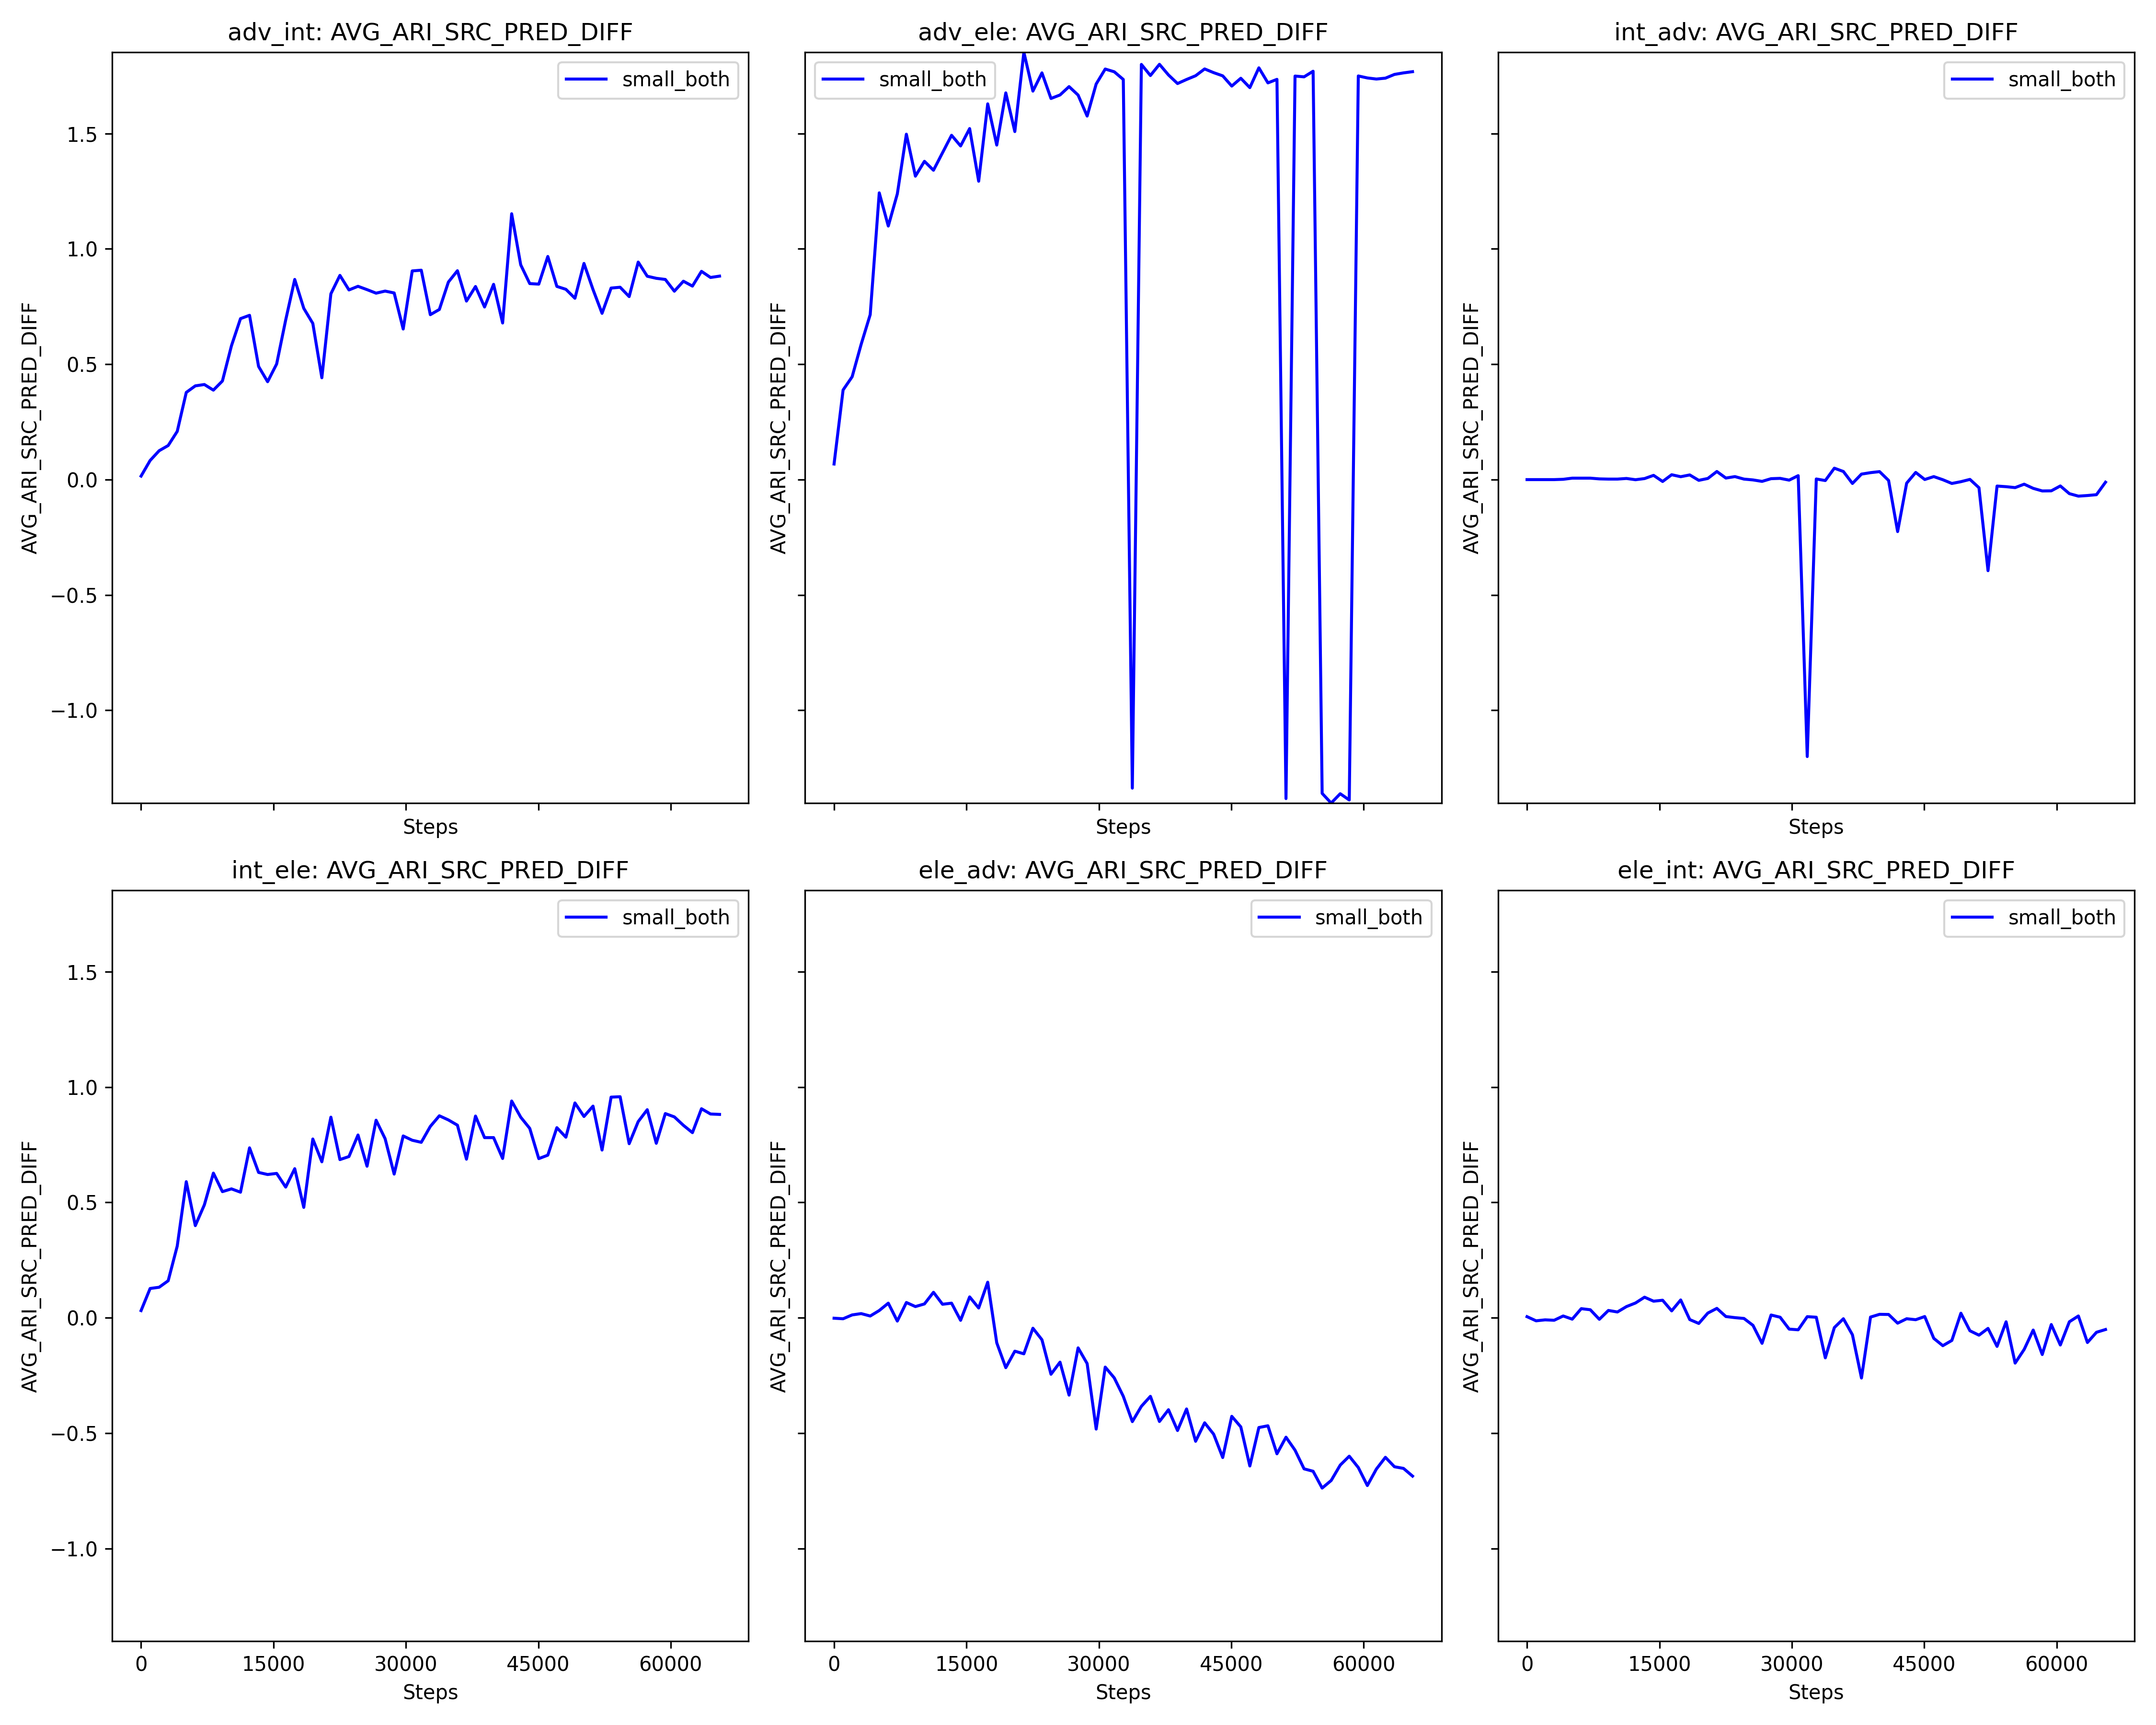 adv_int: AVG_ARI_SRC_PRED_DIFF
adv_ele: AVG_ARI_SRC_PRED_DIFF
int_adv: AVG_ARI_SRC_PRED_DIFF
small_both
small_both
small_both
AVG_ARI_SRC_PRED_DIFF
1.5
1.0
0.5
0.0
−0.5
−1.0
AVG_ARI_SRC_PRED_DIFF
AVG_ARI_SRC_PRED_DIFF
Steps
Steps
Steps
int_ele: AVG_ARI_SRC_PRED_DIFF
ele_adv: AVG_ARI_SRC_PRED_DIFF
ele_int: AVG_ARI_SRC_PRED_DIFF
small_both
small_both
small_both
AVG_ARI_SRC_PRED_DIFF
1.5
1.0
0.5
0.0
−0.5
−1.0
AVG_ARI_SRC_PRED_DIFF
AVG_ARI_SRC_PRED_DIFF
0 15000 30000 45000 60000
0 15000 30000 45000 60000
0 15000 30000 45000 60000
Steps
Steps
Steps